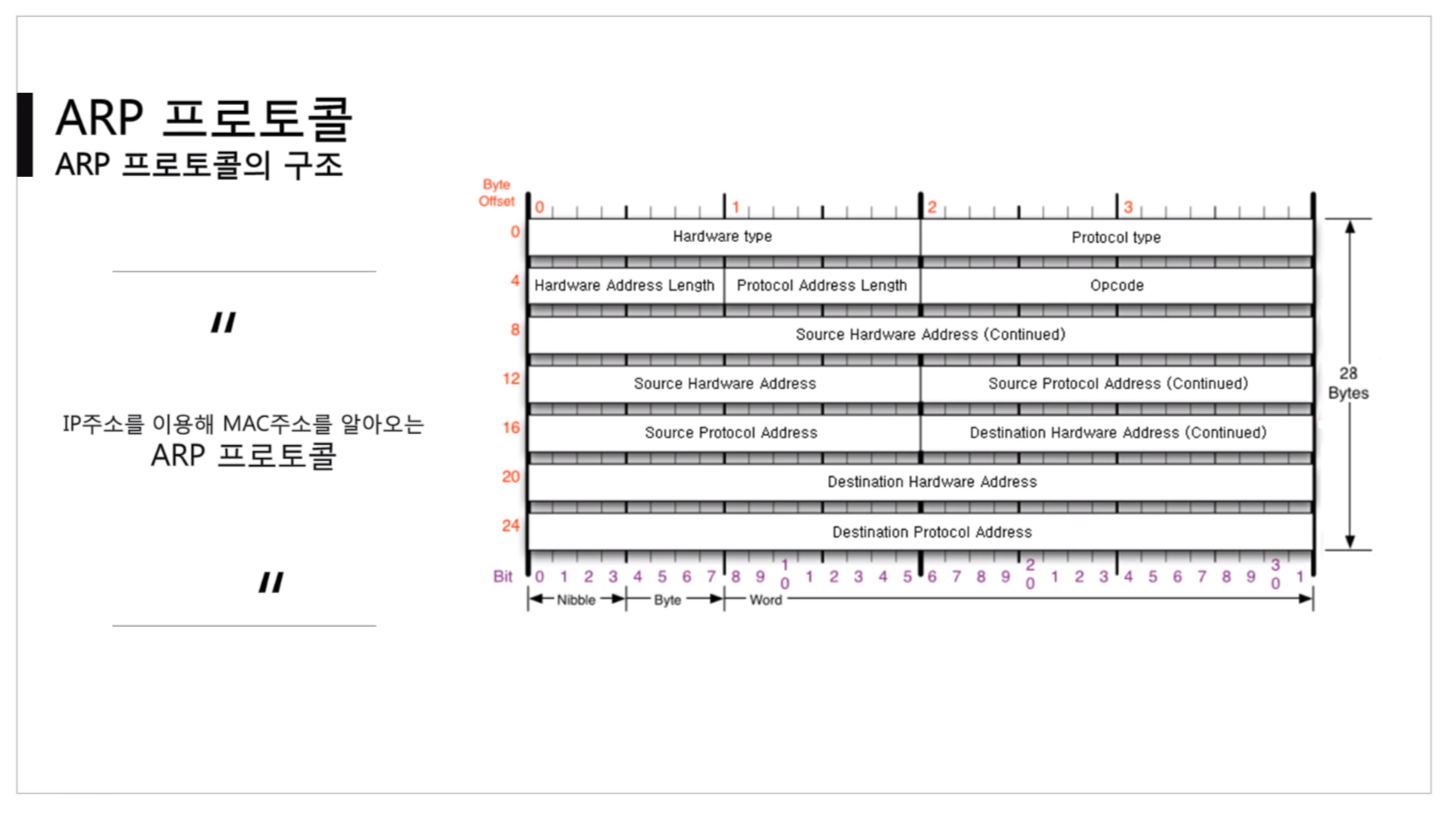 ARP 프로토콜
ARP 프로토콜의 구조
"
IP주소를 이용해 MAC주소를 알아오는
ARP 프로토콜
"
Byte
Offset
0 1 2 3
0 Hardware type Protocol type
4 Hardware Address Length Protocol Address Length Opcode
8 Source Hardware Address (Continued)
12 Source Hardware Address Source Protocol Address (Continued)
16 Source Protocol Address Destination Hardware Address (Continued)
20 Destination Hardware Address
24 Destination Protocol Address
28
Bytes
Bit 0 1 2 3 4 5 6 7 8 9 10 1 2 3 4 5 6 7 8 9 20 1 2 3 4 5 6 7 8 9 30 1
Nibble Byte Word